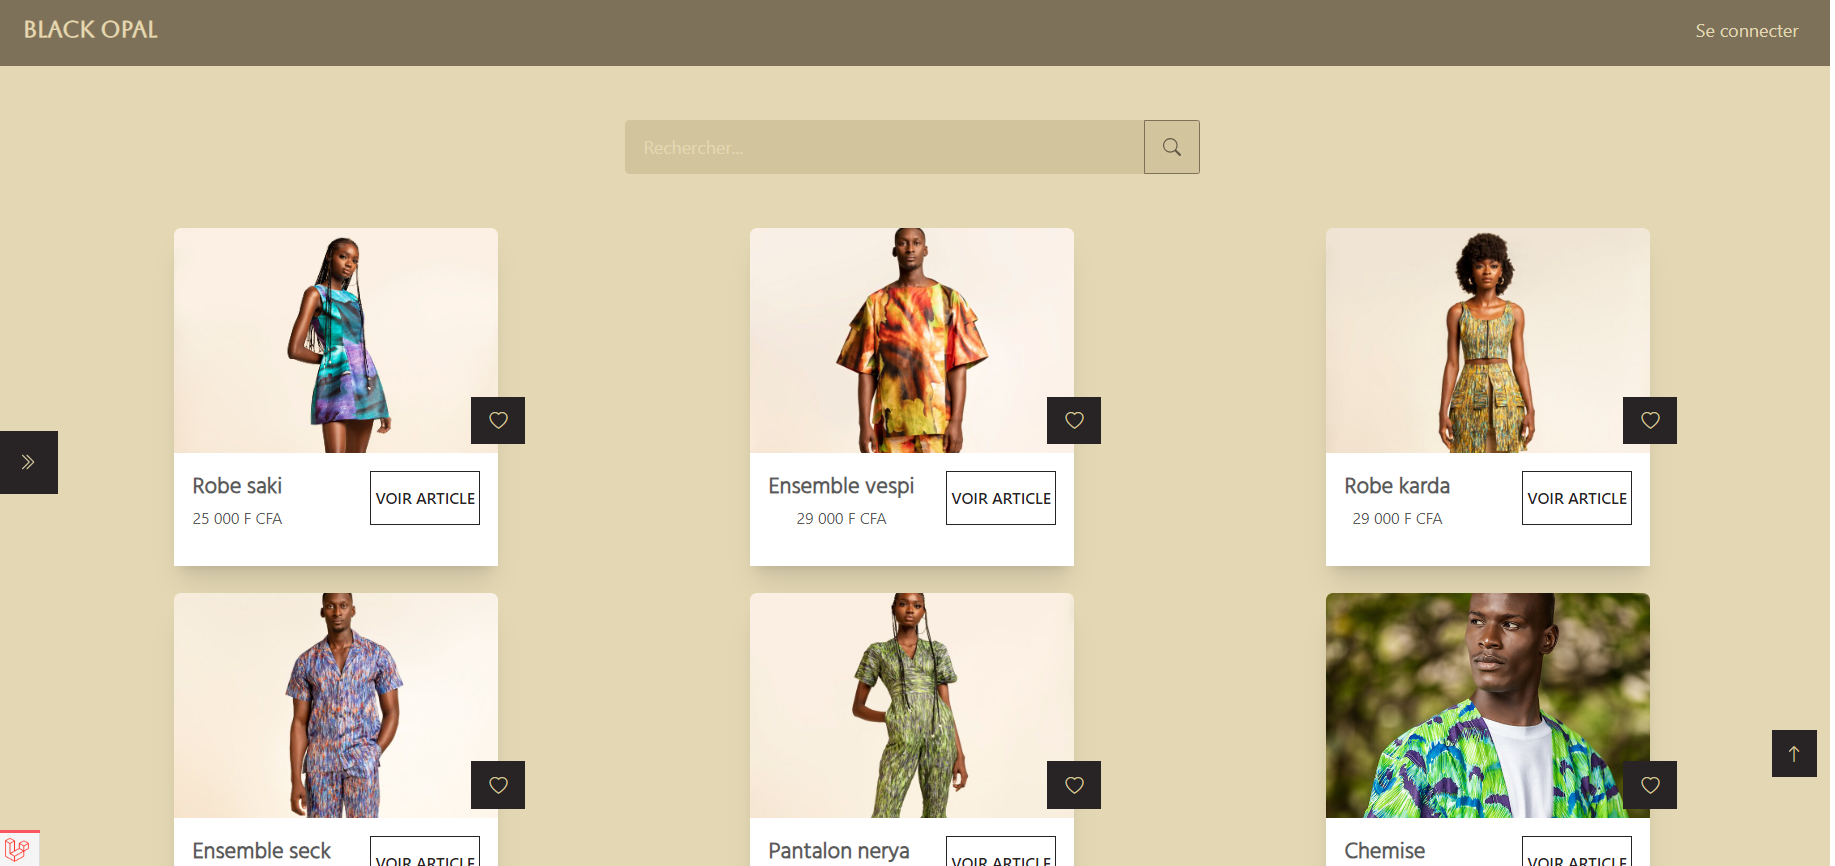 BLACK OPAL
Se connecter
Rechercher...
Robe saki
VOIR ARTICLE
25 000 F CFA
Ensemble vespi
VOIR ARTICLE
29 000 F CFA
Robe karda
VOIR ARTICLE
29 000 F CFA
Ensemble seck
VOIR ARTICLE
Pantalon nerya
VOIR ARTICLE
Chemise
VOIR ARTICLE